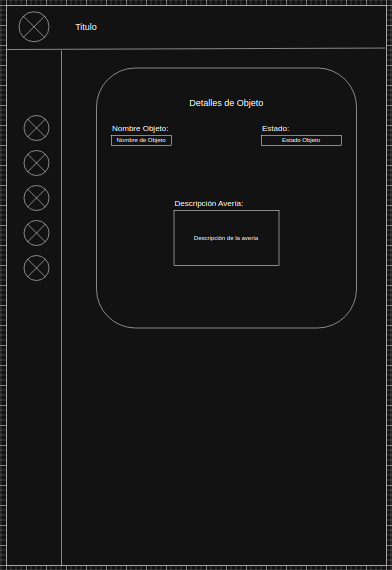 Titulo
Detalles de Objeto
Nombre Objeto:
Estado:
Nombre de Objeto
Estado Objeto
Descripción Avería:
Descripción de la avería